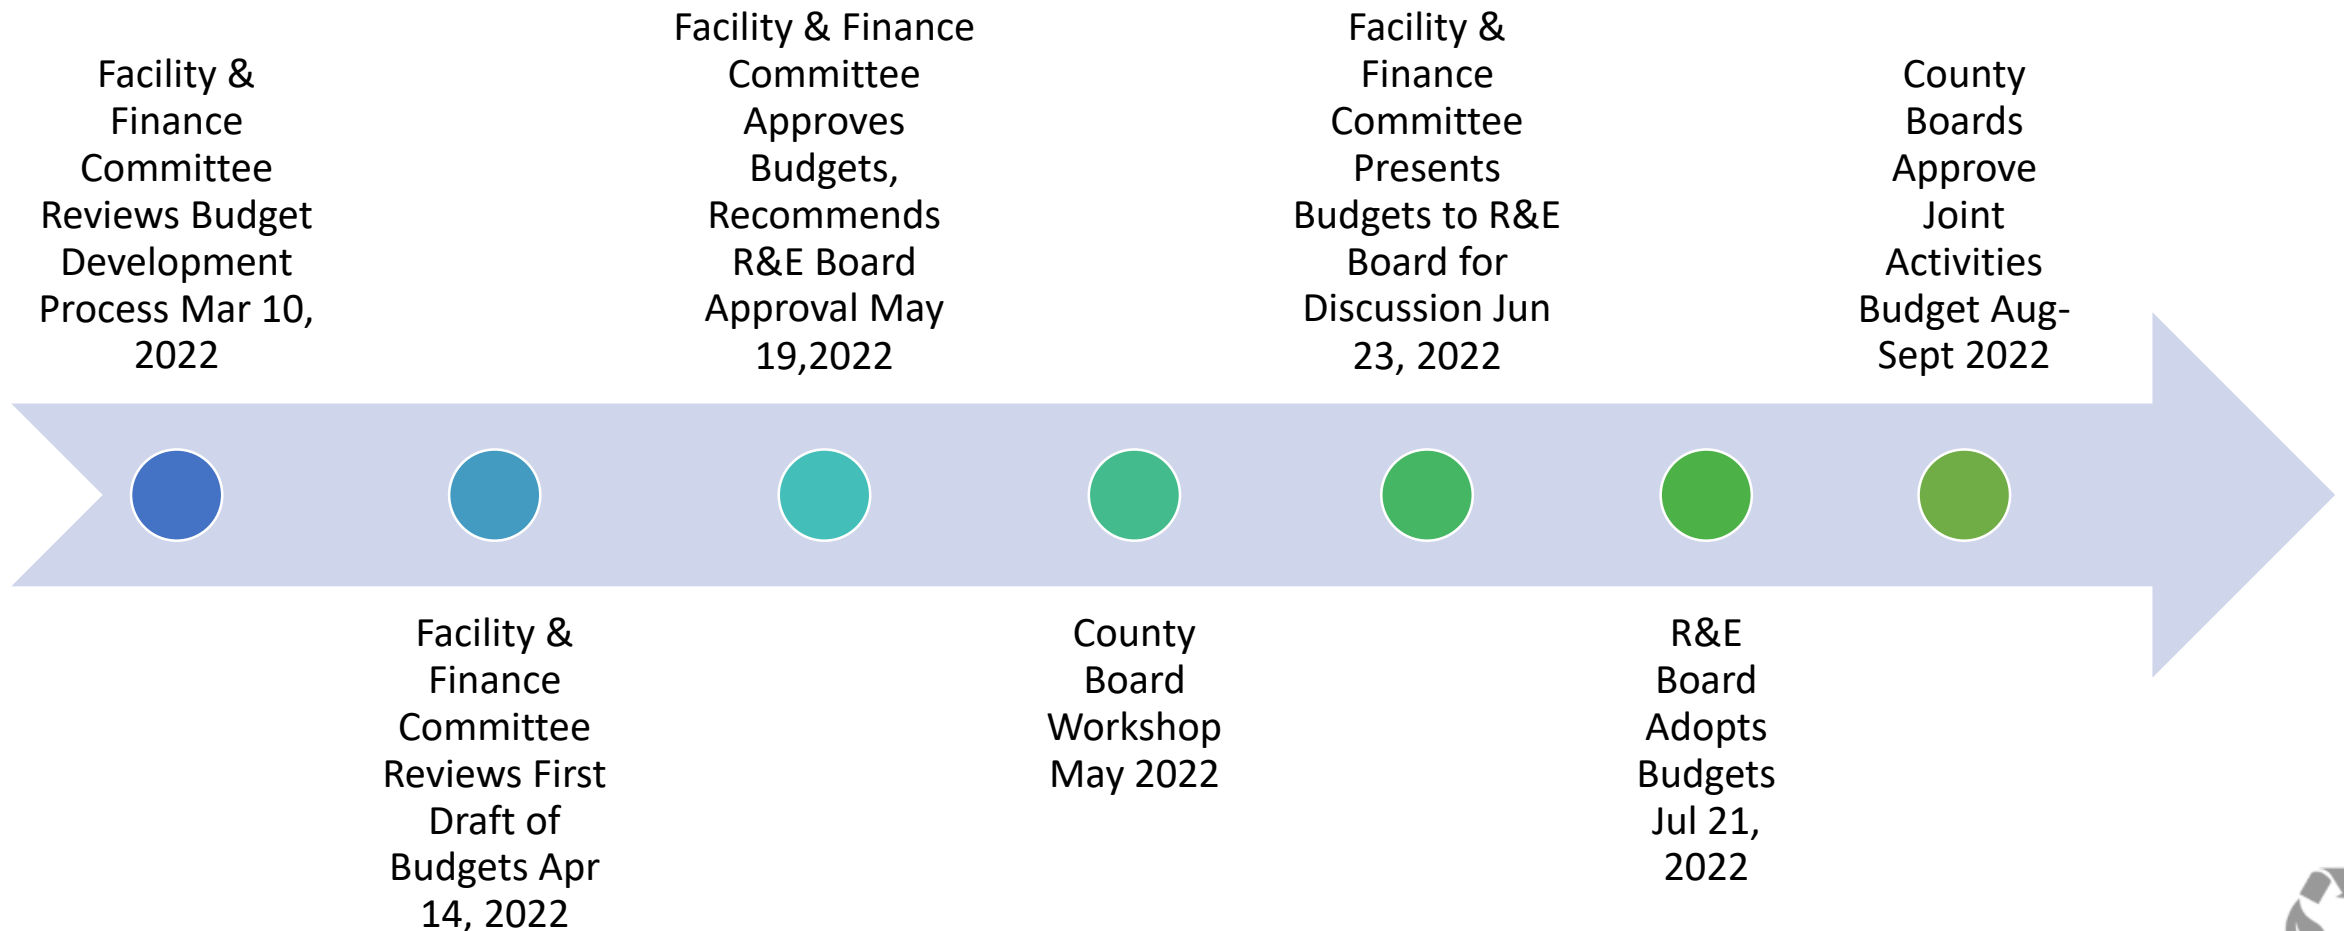 Facility &
Finance
Committee
Reviews Budget
Development
Process Mar 10,
2022
Facility &
Finance
Committee
Reviews First
Draft of
Budgets Apr
14, 2022
Facility & Finance
Committee
Approves
Budgets,
Recommends
R&E Board
Approval May
19,2022
County
Board
Workshop
May 2022
Facility &
Finance
Committee
Presents
Budgets to R&E
Board for
Discussion Jun
23, 2022
R&E
Board
Adopts
Budgets
Jul 21,
2022
County
Boards
Approve
Joint
Activities
Budget Aug-
Sept 2022